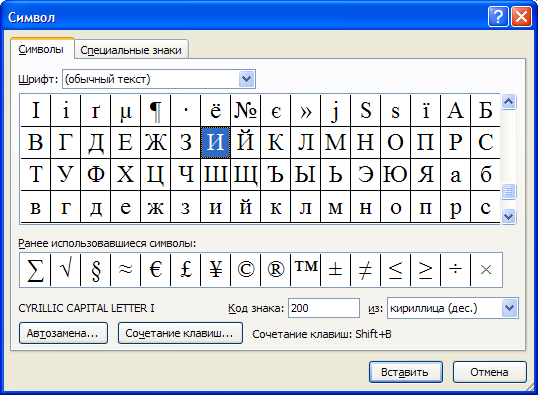 Символ
Символы Специальные знаки
Шрифт: (обычный текст)
І і ґ µ ¶ · ё № є » ј Ѕ ѕ ї А Б
В Г Д Е Ж З И Й К Л М Н О П Р С
Т У Ф Х Ц Ч Ш Щ Ъ Ы Ь Э Ю Я а б
в г д е ж з и й к л м н о п р с
Ранее использовавшиеся символы:
∑ √ § ≈ € £ ¥ © ® ™ ± ≠ ≤ ≥ ÷ ×
CYRILLIC CAPITAL LETTER I Код знака: 200 из: кириллица (дес.)
Автозамена... Сочетание клавиш... Сочетание клавиш: Shift+B
Вставить Отмена